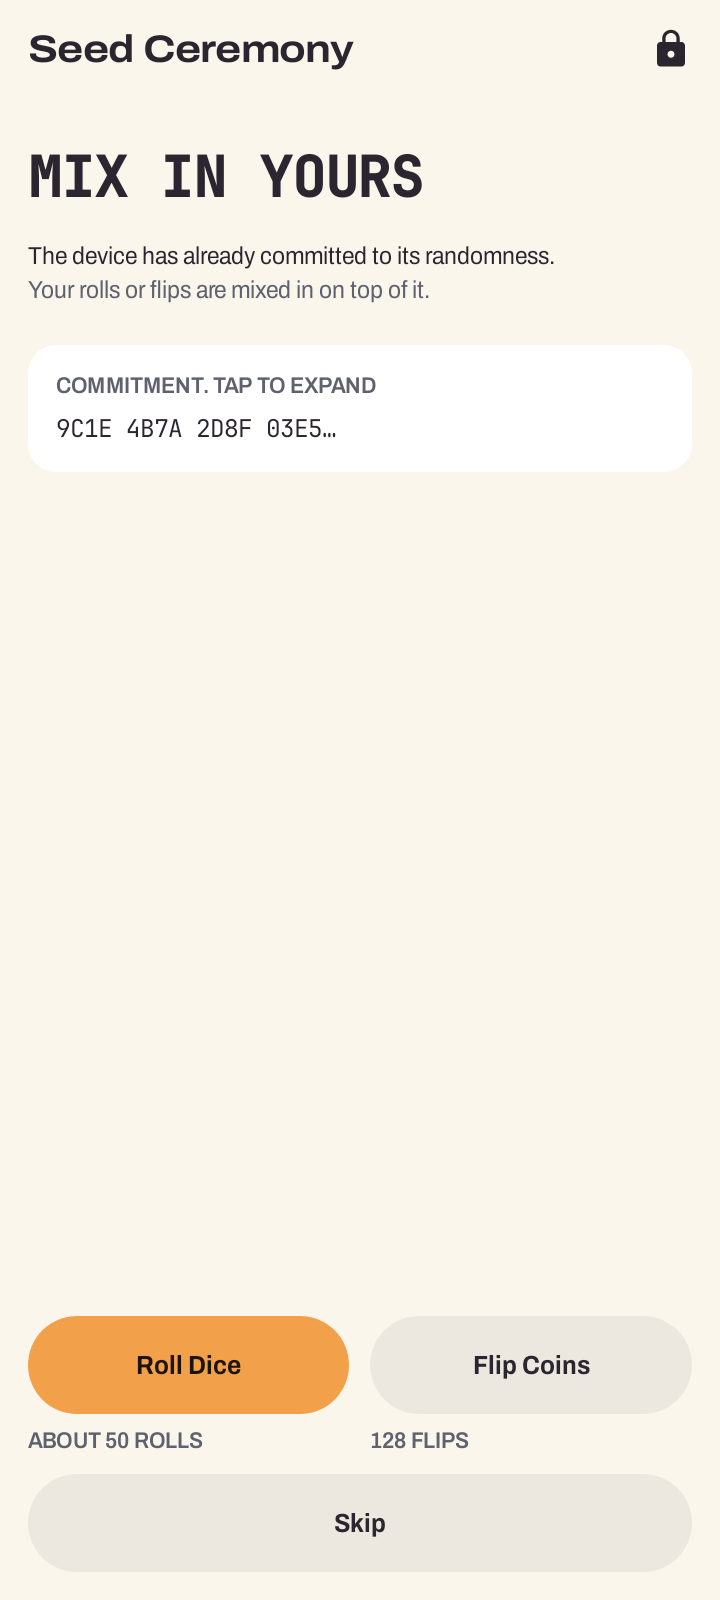 Seed Ceremony
MIX IN YOURS
The device has already committed to its randomness.
Your rolls or flips are mixed in on top of it.
COMMITMENT. TAP TO EXPAND
9C1E 4B7A 2D8F 03E5…
Roll Dice
Flip Coins
ABOUT 50 ROLLS
128 FLIPS
Skip